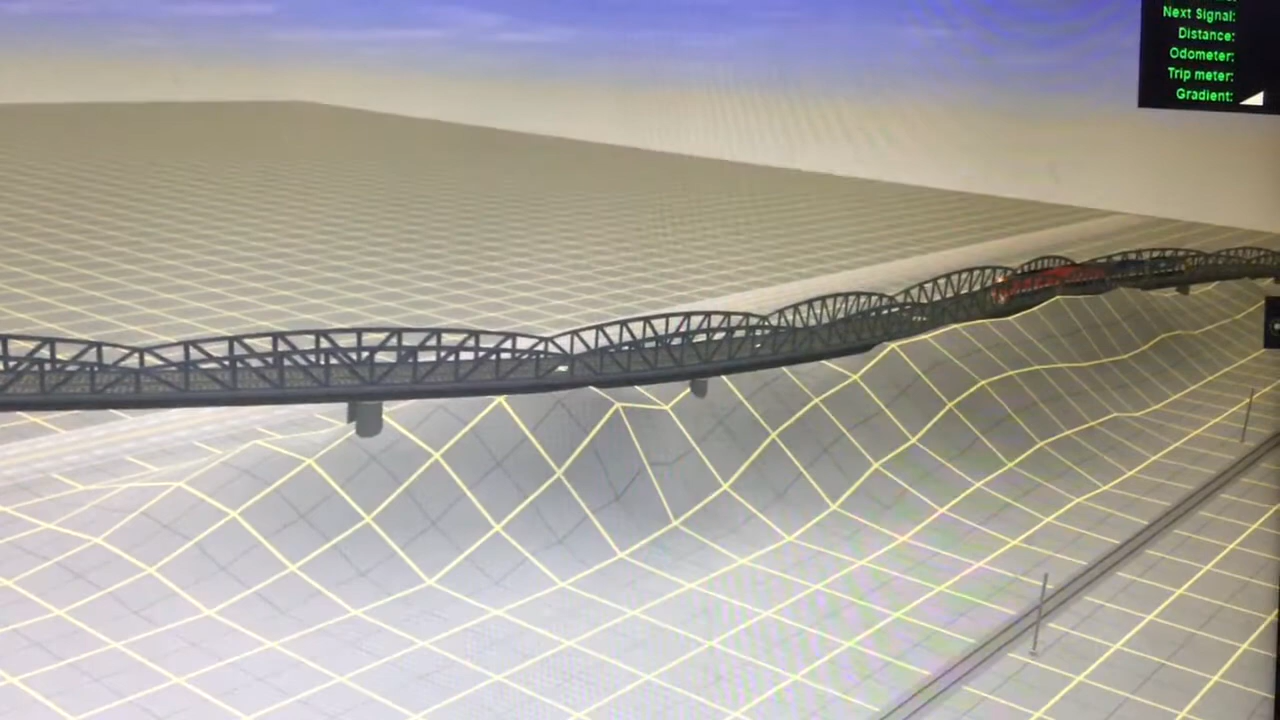 Next Signal:
Distance:
Odometer:
Trip meter:
Gradient: